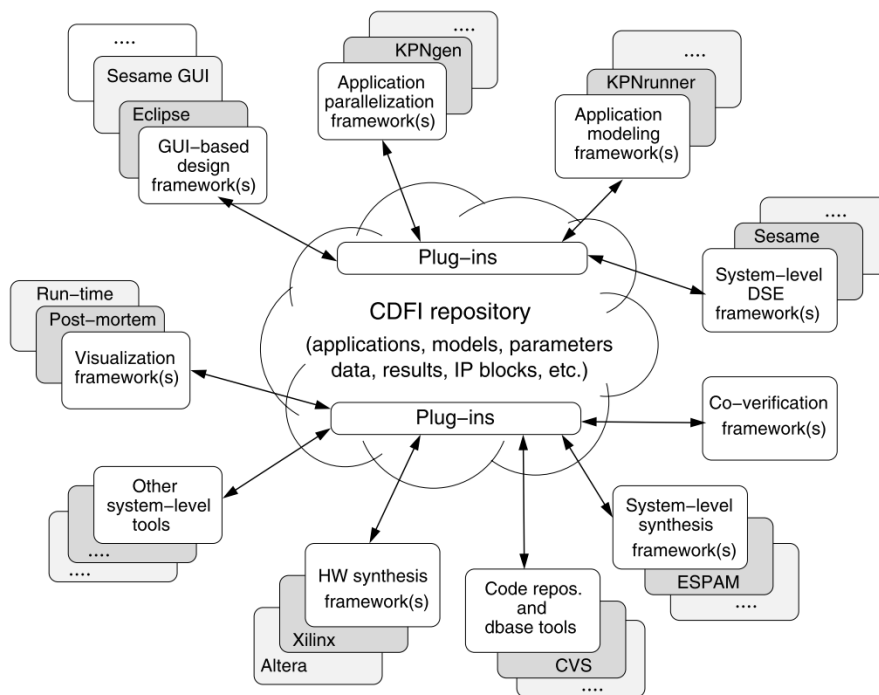 ....
Sesame GUI
Eclipse
GUI−based
design
framework(s)
....
KPNgen
Application
parallelization
framework(s)
....
KPNrunner
Application
modeling
framework(s)
....
Sesame
System−level
DSE
framework(s)
Plug−ins
CDFI repository
(applications, models, parameters
data, results, IP blocks, etc.)
Plug−ins
Run−time
Post−mortem
Visualization
framework(s)
Co−verification
framework(s)
Other
system−level
tools
....
....
HW synthesis
framework(s)
Xilinx
Altera
Code repos.
and
dbase tools
CVS
....
System−level
synthesis
framework(s)
ESPAM
....